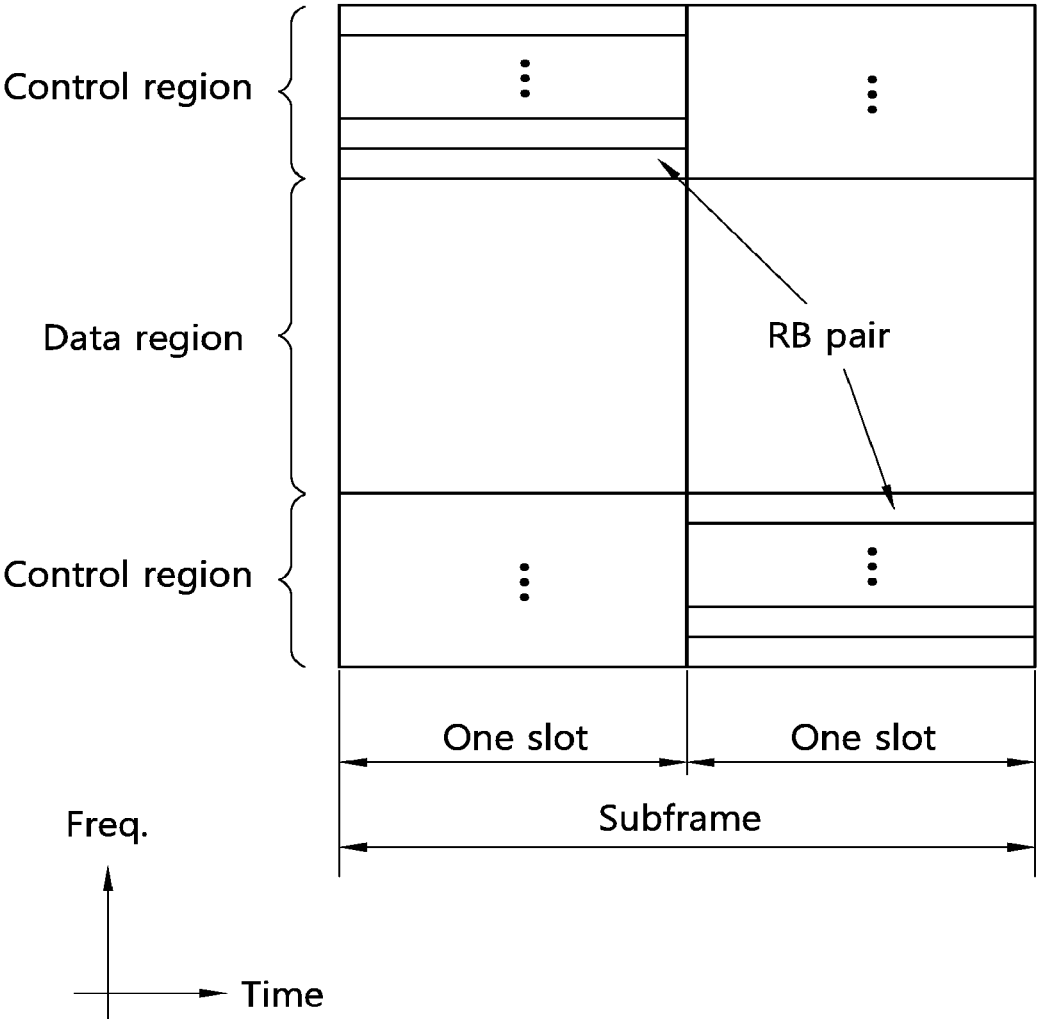 Control region
Data region
RB pair
Control region
One slot
One slot
Subframe
Freq.
Time